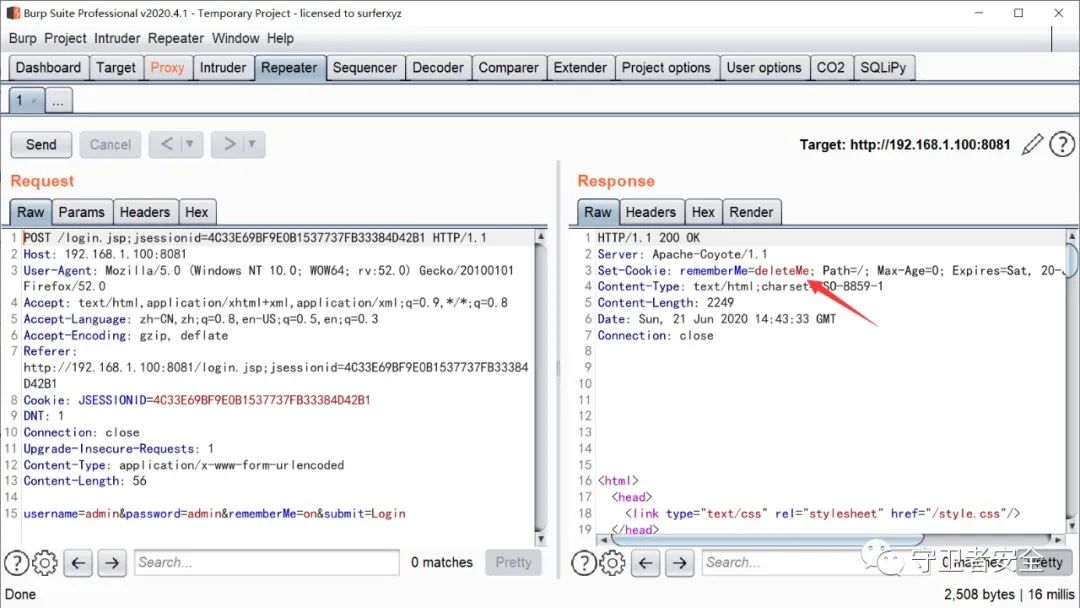 Burp Suite Professional v2020.4.1 - Temporary Project - licensed to surferxyz
Burp Project Intruder Repeater Window Help
Dashboard Target Proxy Intruder Repeater Sequencer Decoder Comparer Extender Project options User options CO2 SQLiPy
1 × ...
Send Cancel < > Target: http://192.168.1.100:8081 ?
Request
Raw Params Headers Hex
1 POST /login.jsp;jsessionid=4C33E69BF9E0B1537737FB33384D42B1 HTTP/1.1
2 Host: 192.168.1.100:8081
3 User-Agent: Mozilla/5.0 (Windows NT 10.0; WOW64; rv:52.0) Gecko/20100101
Firefox/52.0
4 Accept: text/html,application/xhtml+xml,application/xml;q=0.9,*/*;q=0.8
5 Accept-Language: zh-CN,zh;q=0.8,en-US;q=0.5,en;q=0.3
6 Accept-Encoding: gzip, deflate
7 Referer:
http://192.168.1.100:8081/login.jsp;jsessionid=4C33E69BF9E0B1537737FB33384
D42B1
8 Cookie: JSESSIONID=4C33E69BF9E0B1537737FB33384D42B1
9 DNT: 1
10 Connection: close
11 Upgrade-Insecure-Requests: 1
12 Content-Type: application/x-www-form-urlencoded
13 Content-Length: 56
14
15 username=admin&password=admin&rememberMe=on&submit=Login
? Search... 0 matches Pretty
Response
Raw Headers Hex Render
1 HTTP/1.1 200 OK
2 Server: Apache-Coyote/1.1
3 Set-Cookie: rememberMe=deleteMe; Path=/; Max-Age=0; Expires=Sat, 20-
4 Content-Type: text/html;charset=ISO-8859-1
5 Content-Length: 2249
6 Date: Sun, 21 Jun 2020 14:43:33 GMT
7 Connection: close
8
9
10
11
12
13
14
15
16 <html>
17 <head>
18 <link type="text/css" rel="stylesheet" href="/style.css"/>
19 </head>
? Search... 0 matches Pretty
守卫者安全
Done
2,508 bytes | 16 millis